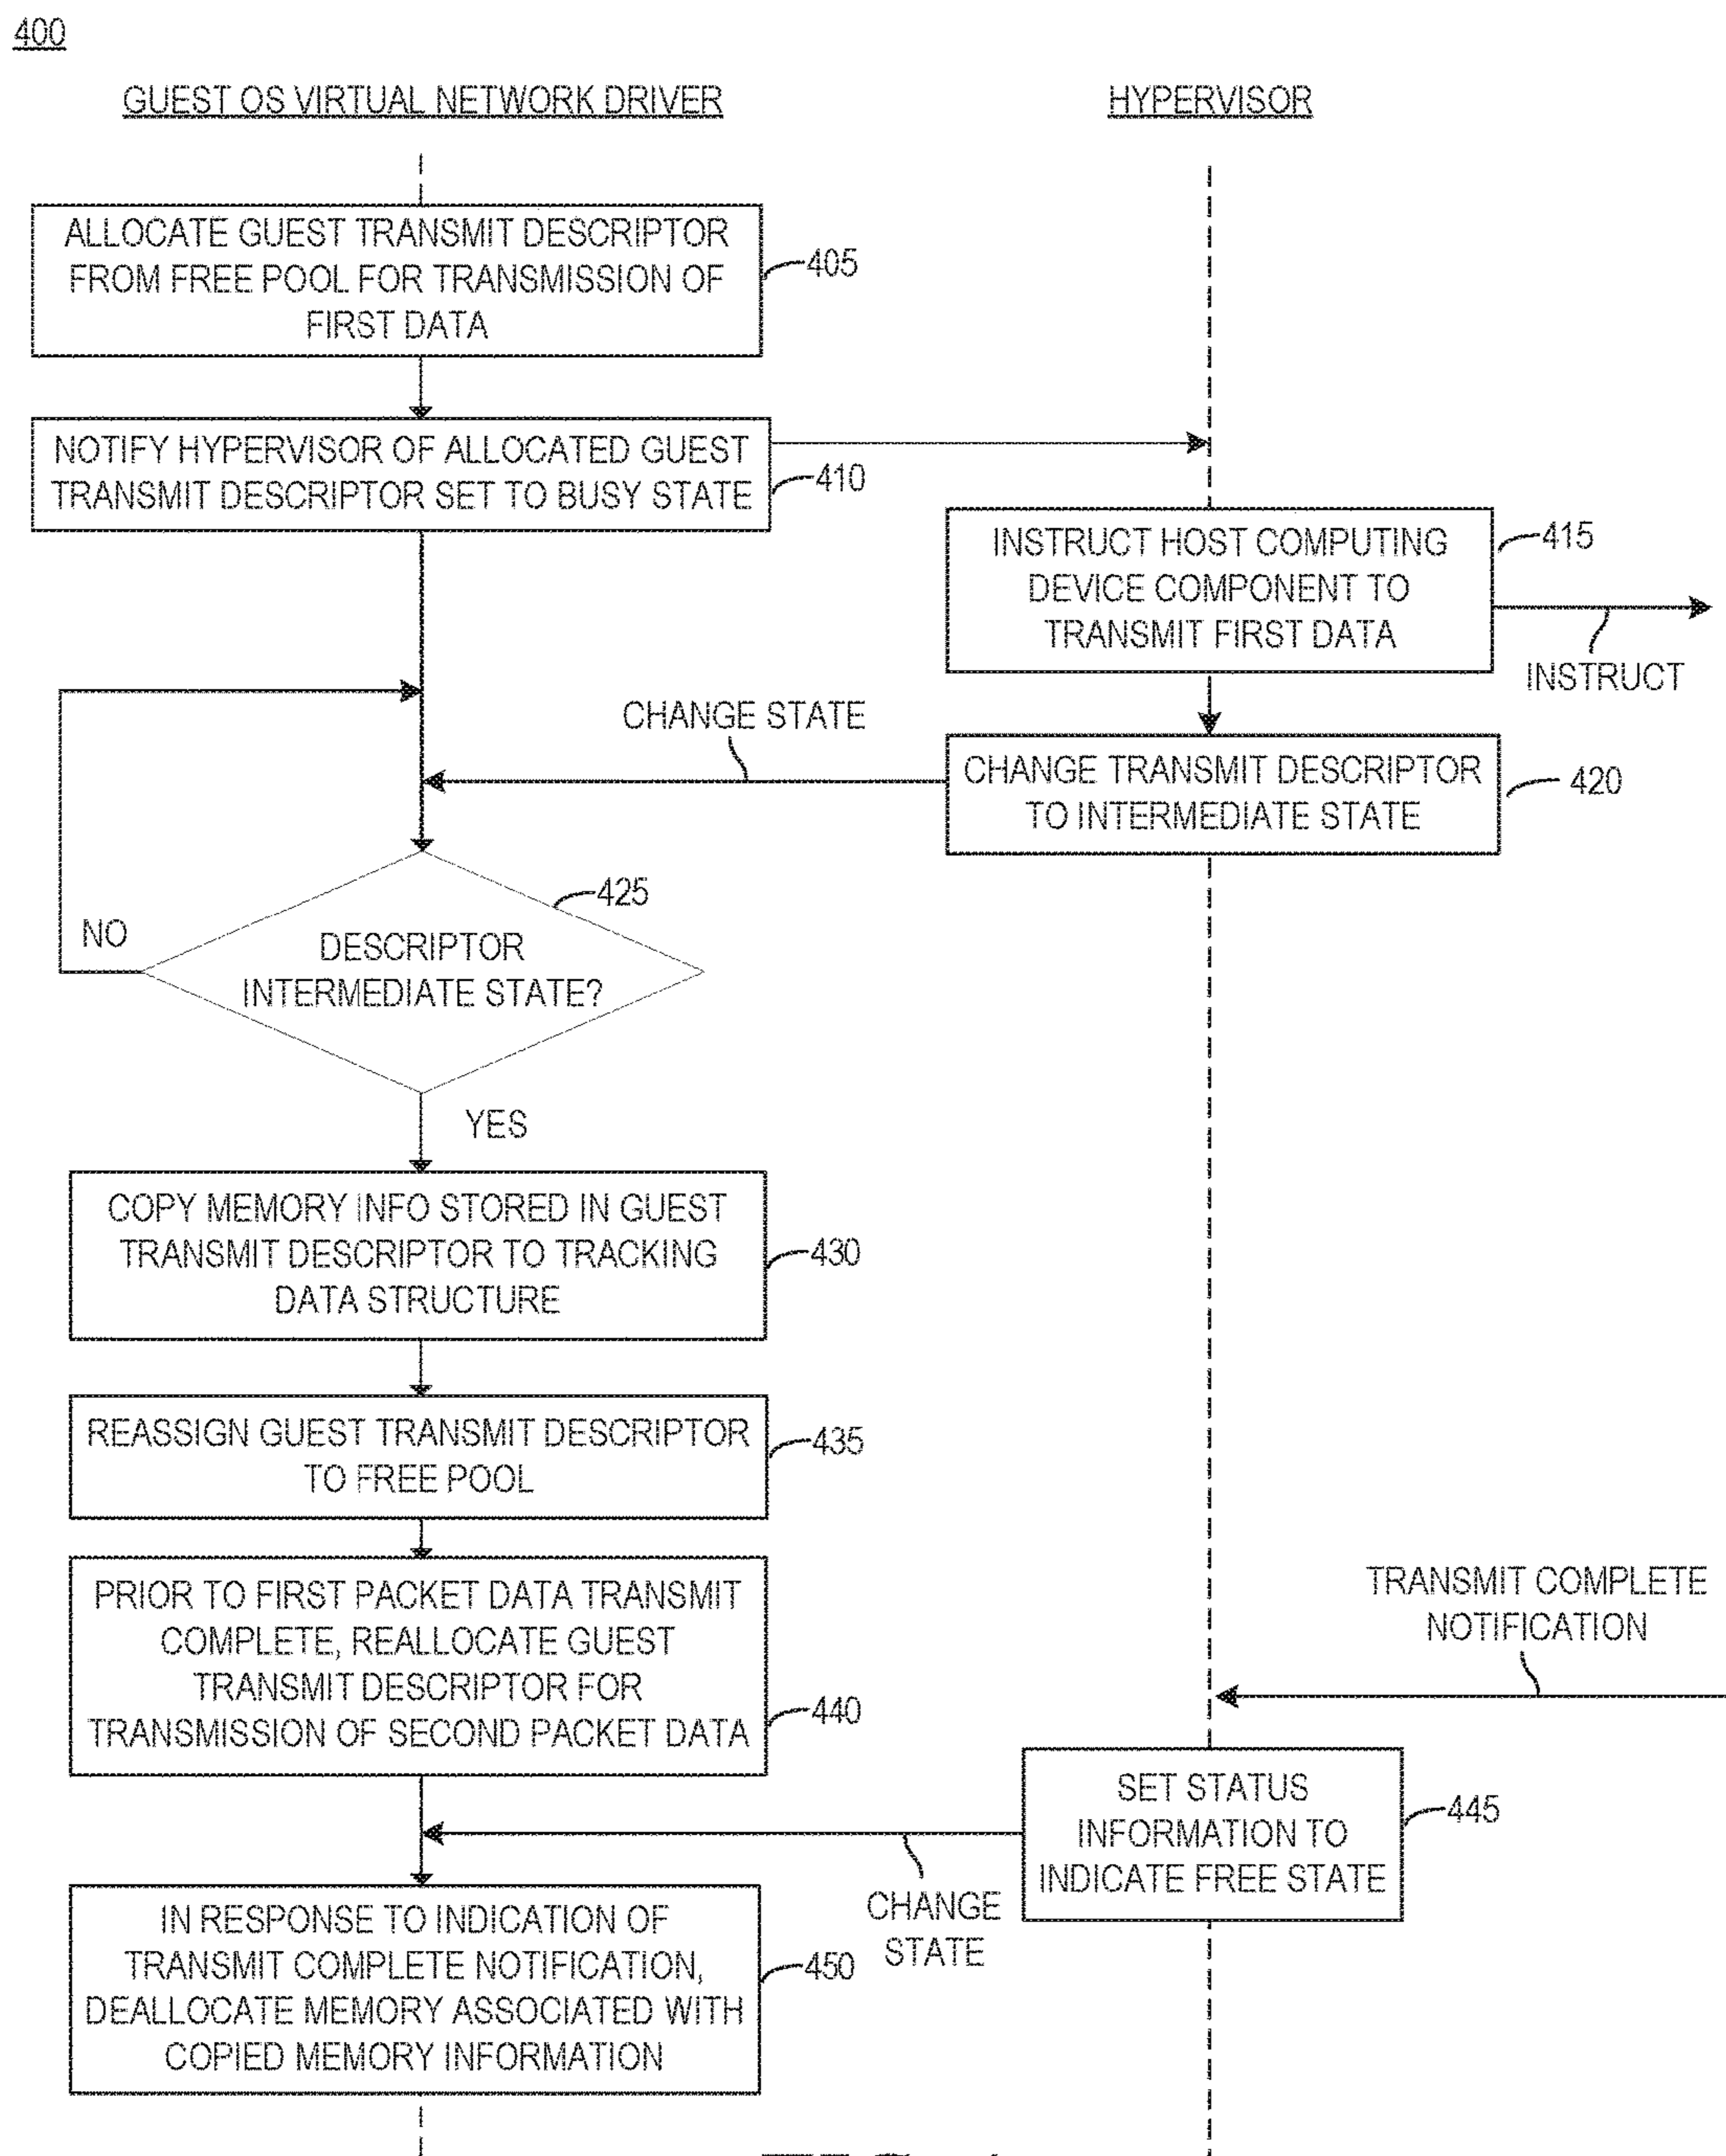 400
GUEST OS VIRTUAL NETWORK DRIVER
HYPERVISOR
ALLOCATE GUEST TRANSMIT DESCRIPTOR
FROM FREE POOL FOR TRANSMISSION OF
FIRST DATA
405
NOTIFY HYPERVISOR OF ALLOCATED GUEST
TRANSMIT DESCRIPTOR SET TO BUSY STATE
410
INSTRUCT HOST COMPUTING
DEVICE COMPONENT TO
TRANSMIT FIRST DATA
415
INSTRUCT
CHANGE STATE
CHANGE TRANSMIT DESCRIPTOR
TO INTERMEDIATE STATE
420
425
NO
DESCRIPTOR
INTERMEDIATE STATE?
YES
COPY MEMORY INFO STORED IN GUEST
TRANSMIT DESCRIPTOR TO TRACKING
DATA STRUCTURE
430
REASSIGN GUEST TRANSMIT DESCRIPTOR
TO FREE POOL
435
PRIOR TO FIRST PACKET DATA TRANSMIT
COMPLETE, REALLOCATE GUEST
TRANSMIT DESCRIPTOR FOR
TRANSMISSION OF SECOND PACKET DATA
440
TRANSMIT COMPLETE
NOTIFICATION
SET STATUS
INFORMATION TO
INDICATE FREE STATE
445
CHANGE
STATE
IN RESPONSE TO INDICATION OF
TRANSMIT COMPLETE NOTIFICATION,
DEALLOCATE MEMORY ASSOCIATED WITH
COPIED MEMORY INFORMATION
450